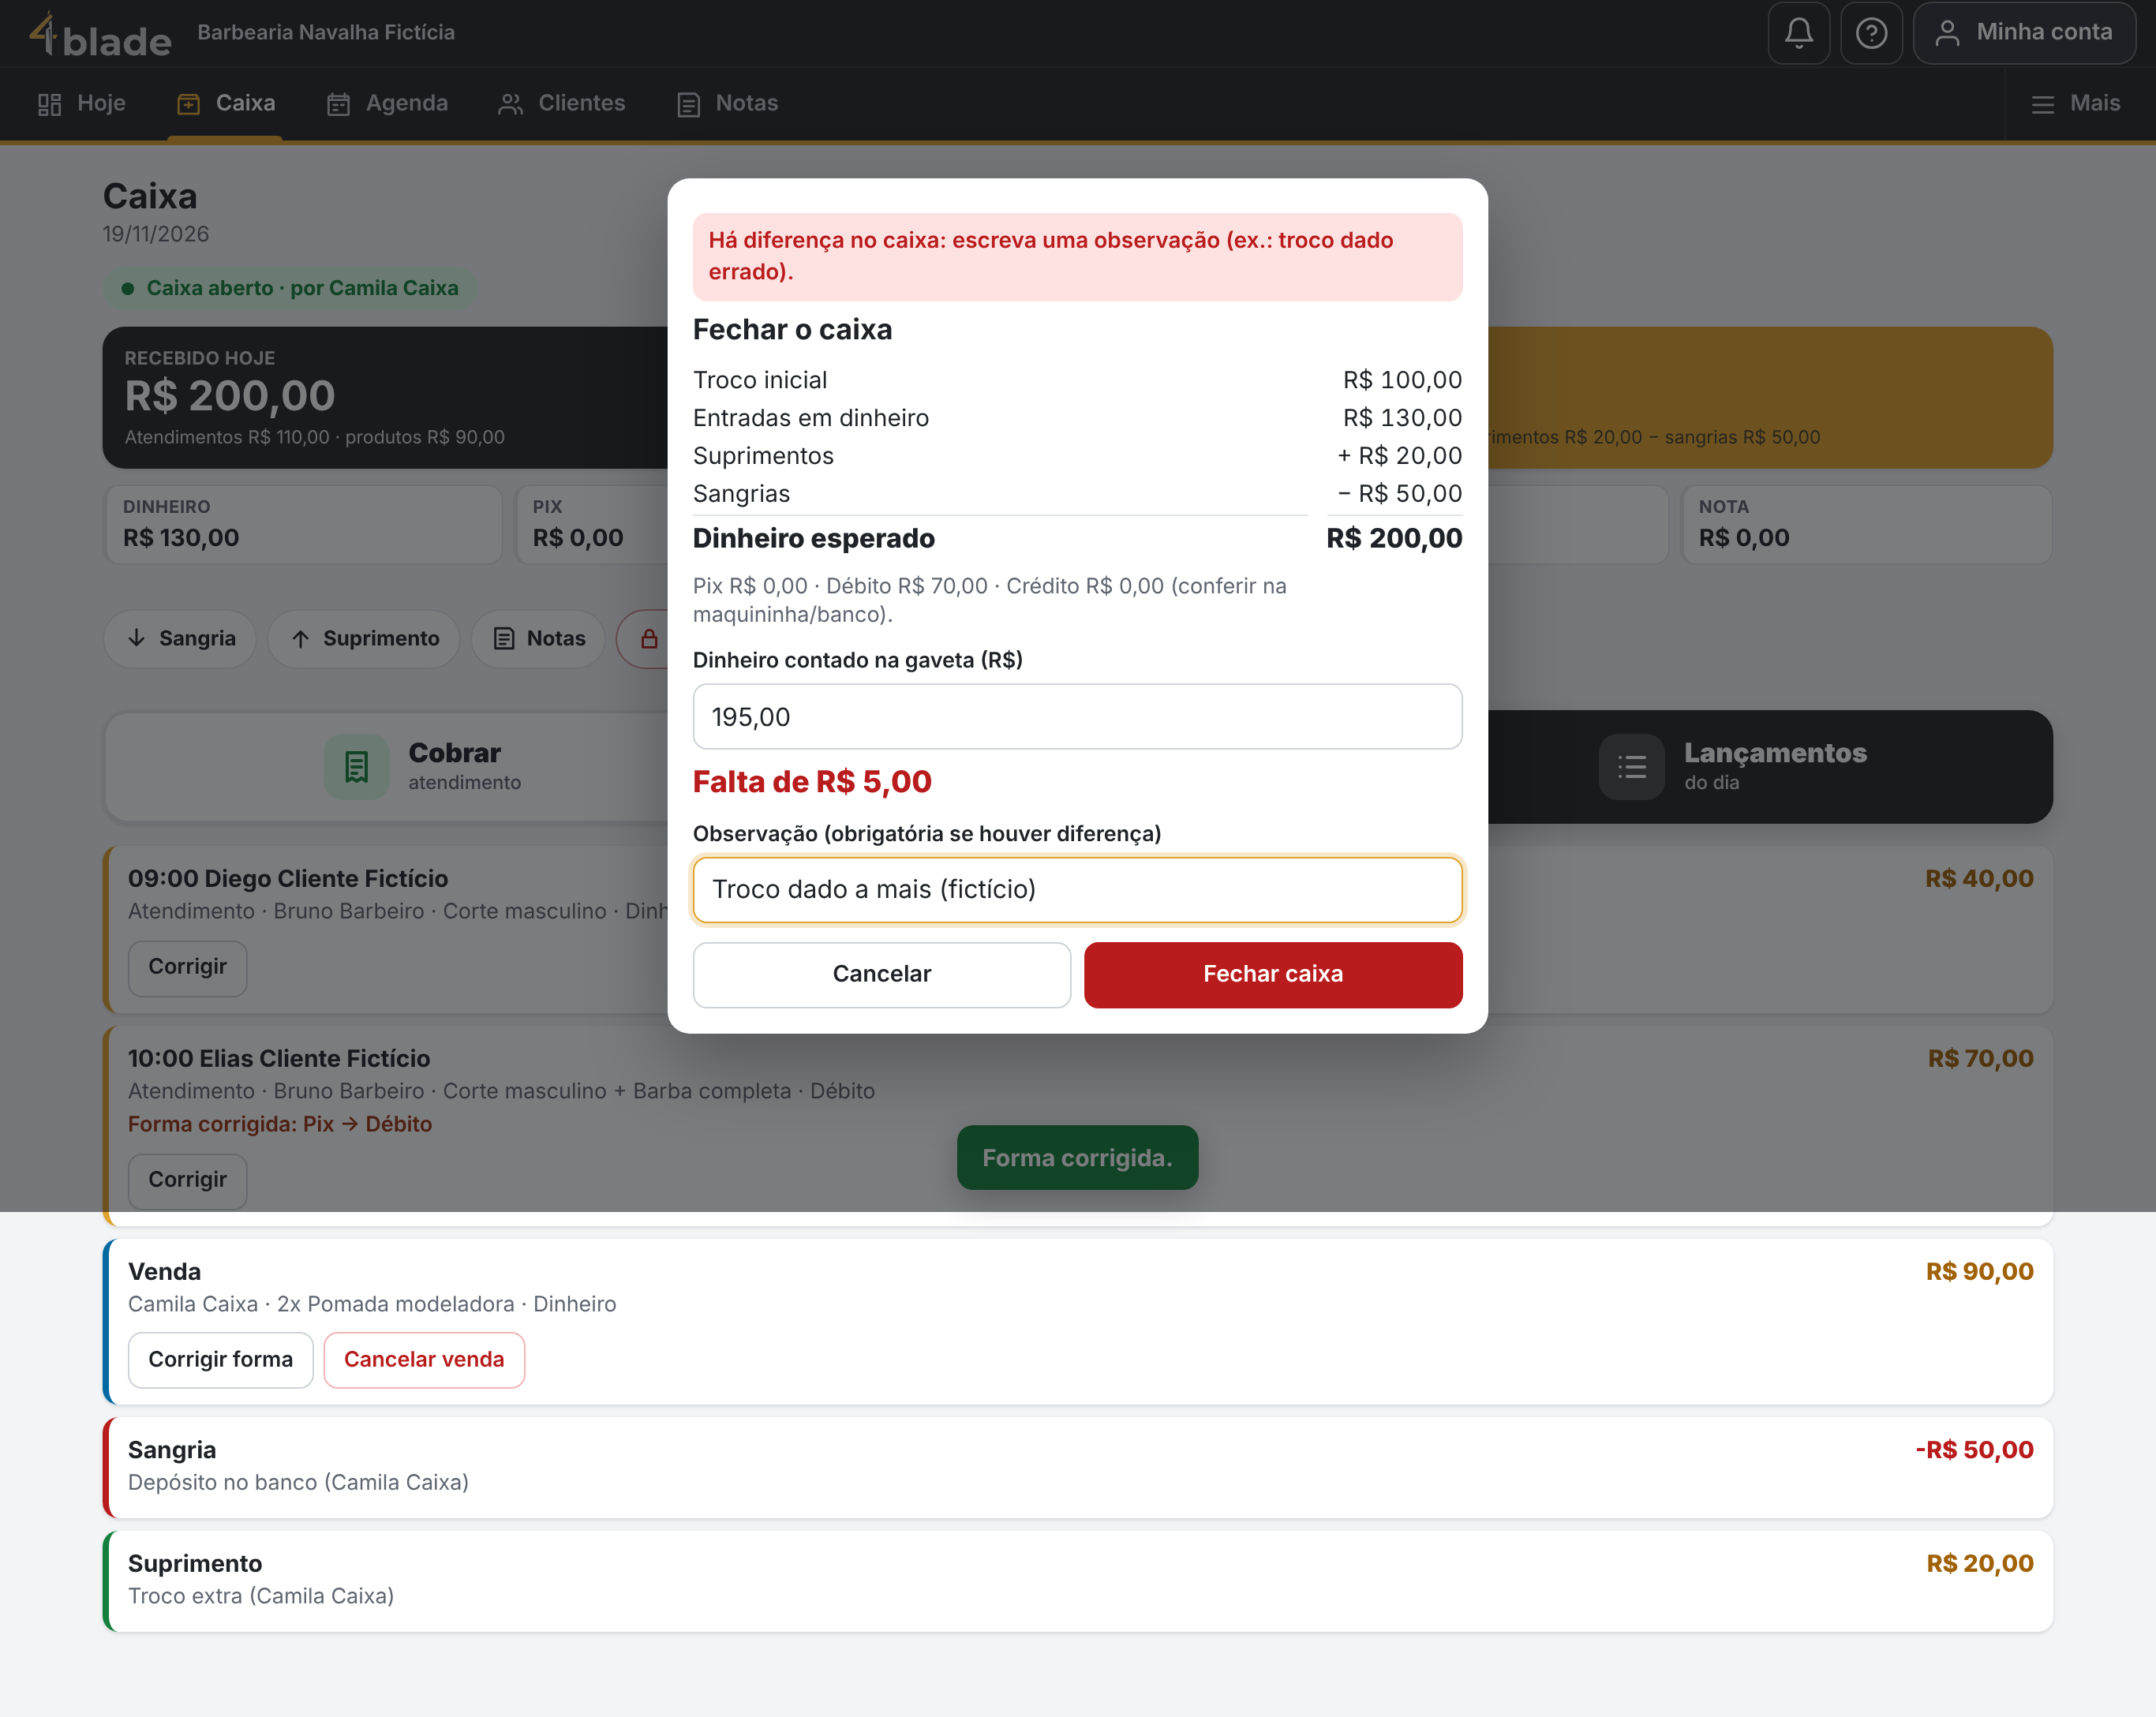 4blade
Barbearia Navalha Fictícia
Minha conta
Hoje
Caixa
Agenda
Clientes
Notas
Mais
Caixa
19/11/2026
Caixa aberto · por Camila Caixa
RECEBIDO HOJE
R$ 200,00
Atendimentos R$ 110,00 · produtos R$ 90,00
R$ 20,00 − sangrias R$ 50,00
DINHEIRO
R$ 130,00
PIX
R$ 0,00
NOTA
R$ 0,00
Sangria
Suprimento
Notas
Cobrar
atendimento
Lançamentos
do dia
Há diferença no caixa: escreva uma observação (ex.: troco dado
errado).
Fechar o caixa
Troco inicial R$ 100,00
Entradas em dinheiro R$ 130,00
Suprimentos + R$ 20,00
Sangrias − R$ 50,00
Dinheiro esperado R$ 200,00
Pix R$ 0,00 · Débito R$ 70,00 · Crédito R$ 0,00 (conferir na
maquininha/banco).
Dinheiro contado na gaveta (R$)
195,00
Falta de R$ 5,00
Observação (obrigatória se houver diferença)
Troco dado a mais (fictício)
Cancelar
Fechar caixa
09:00 Diego Cliente Fictício R$ 40,00
Atendimento · Bruno Barbeiro · Corte masculino ·
Corrigir
10:00 Elias Cliente Fictício R$ 70,00
Atendimento · Bruno Barbeiro · Corte masculino + Barba completa · Débito
Forma corrigida: Pix → Débito
Corrigir
Forma corrigida.
Venda R$ 90,00
Camila Caixa · 2x Pomada modeladora · Dinheiro
Corrigir forma
Cancelar venda
Sangria -R$ 50,00
Depósito no banco (Camila Caixa)
Suprimento R$ 20,00
Troco extra (Camila Caixa)